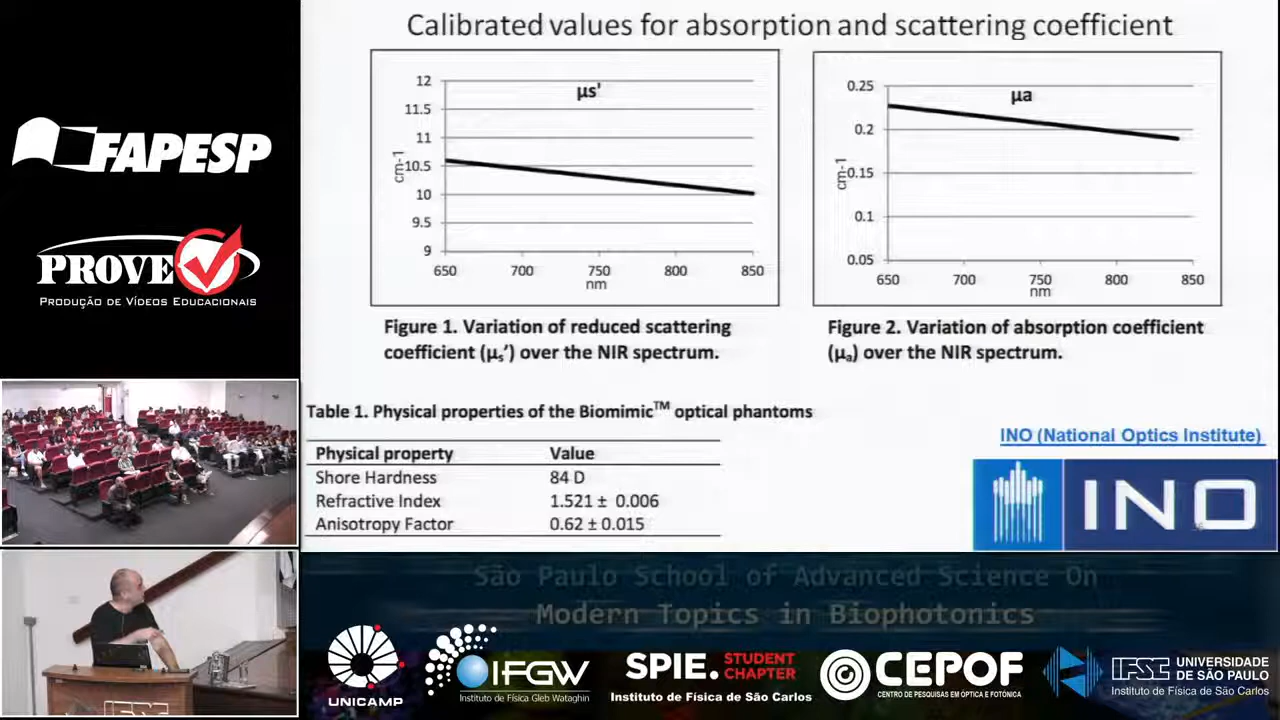 Calibrated values for absorption and scattering coefficient
12
11.5
11
10.5
10
9.5
9
cm-1
μs'
650 700 750 800 850
nm
Figure 1. Variation of reduced scattering
coefficient (μs') over the NIR spectrum.
0.25
0.2
0.15
0.1
0.05
cm-1
μa
650 700 750 800 850
nm
Figure 2. Variation of absorption coefficient
(μa) over the NIR spectrum.
Table 1. Physical properties of the Biomimic™ optical phantoms
Physical property Value
Shore Hardness 84 D
Refractive Index 1.521 ± 0.006
Anisotropy Factor 0.62 ± 0.015
INO (National Optics Institute)
INO
FAPESP
PROVE
PRODUÇÃO DE VÍDEOS EDUCACIONAIS
IFSC
São Paulo School of Advanced Science On
Modern Topics in Biophotonics
UNICAMP
IFGW
Instituto de Física Gleb Wataghin
SPIE. STUDENT
CHAPTER
Instituto de Física de São Carlos
CEPOF
CENTRO DE PESQUISAS EM ÓPTICA E FOTÔNICA
IFSC UNIVERSIDADE
DE SÃO PAULO
Instituto de Física de São Carlos